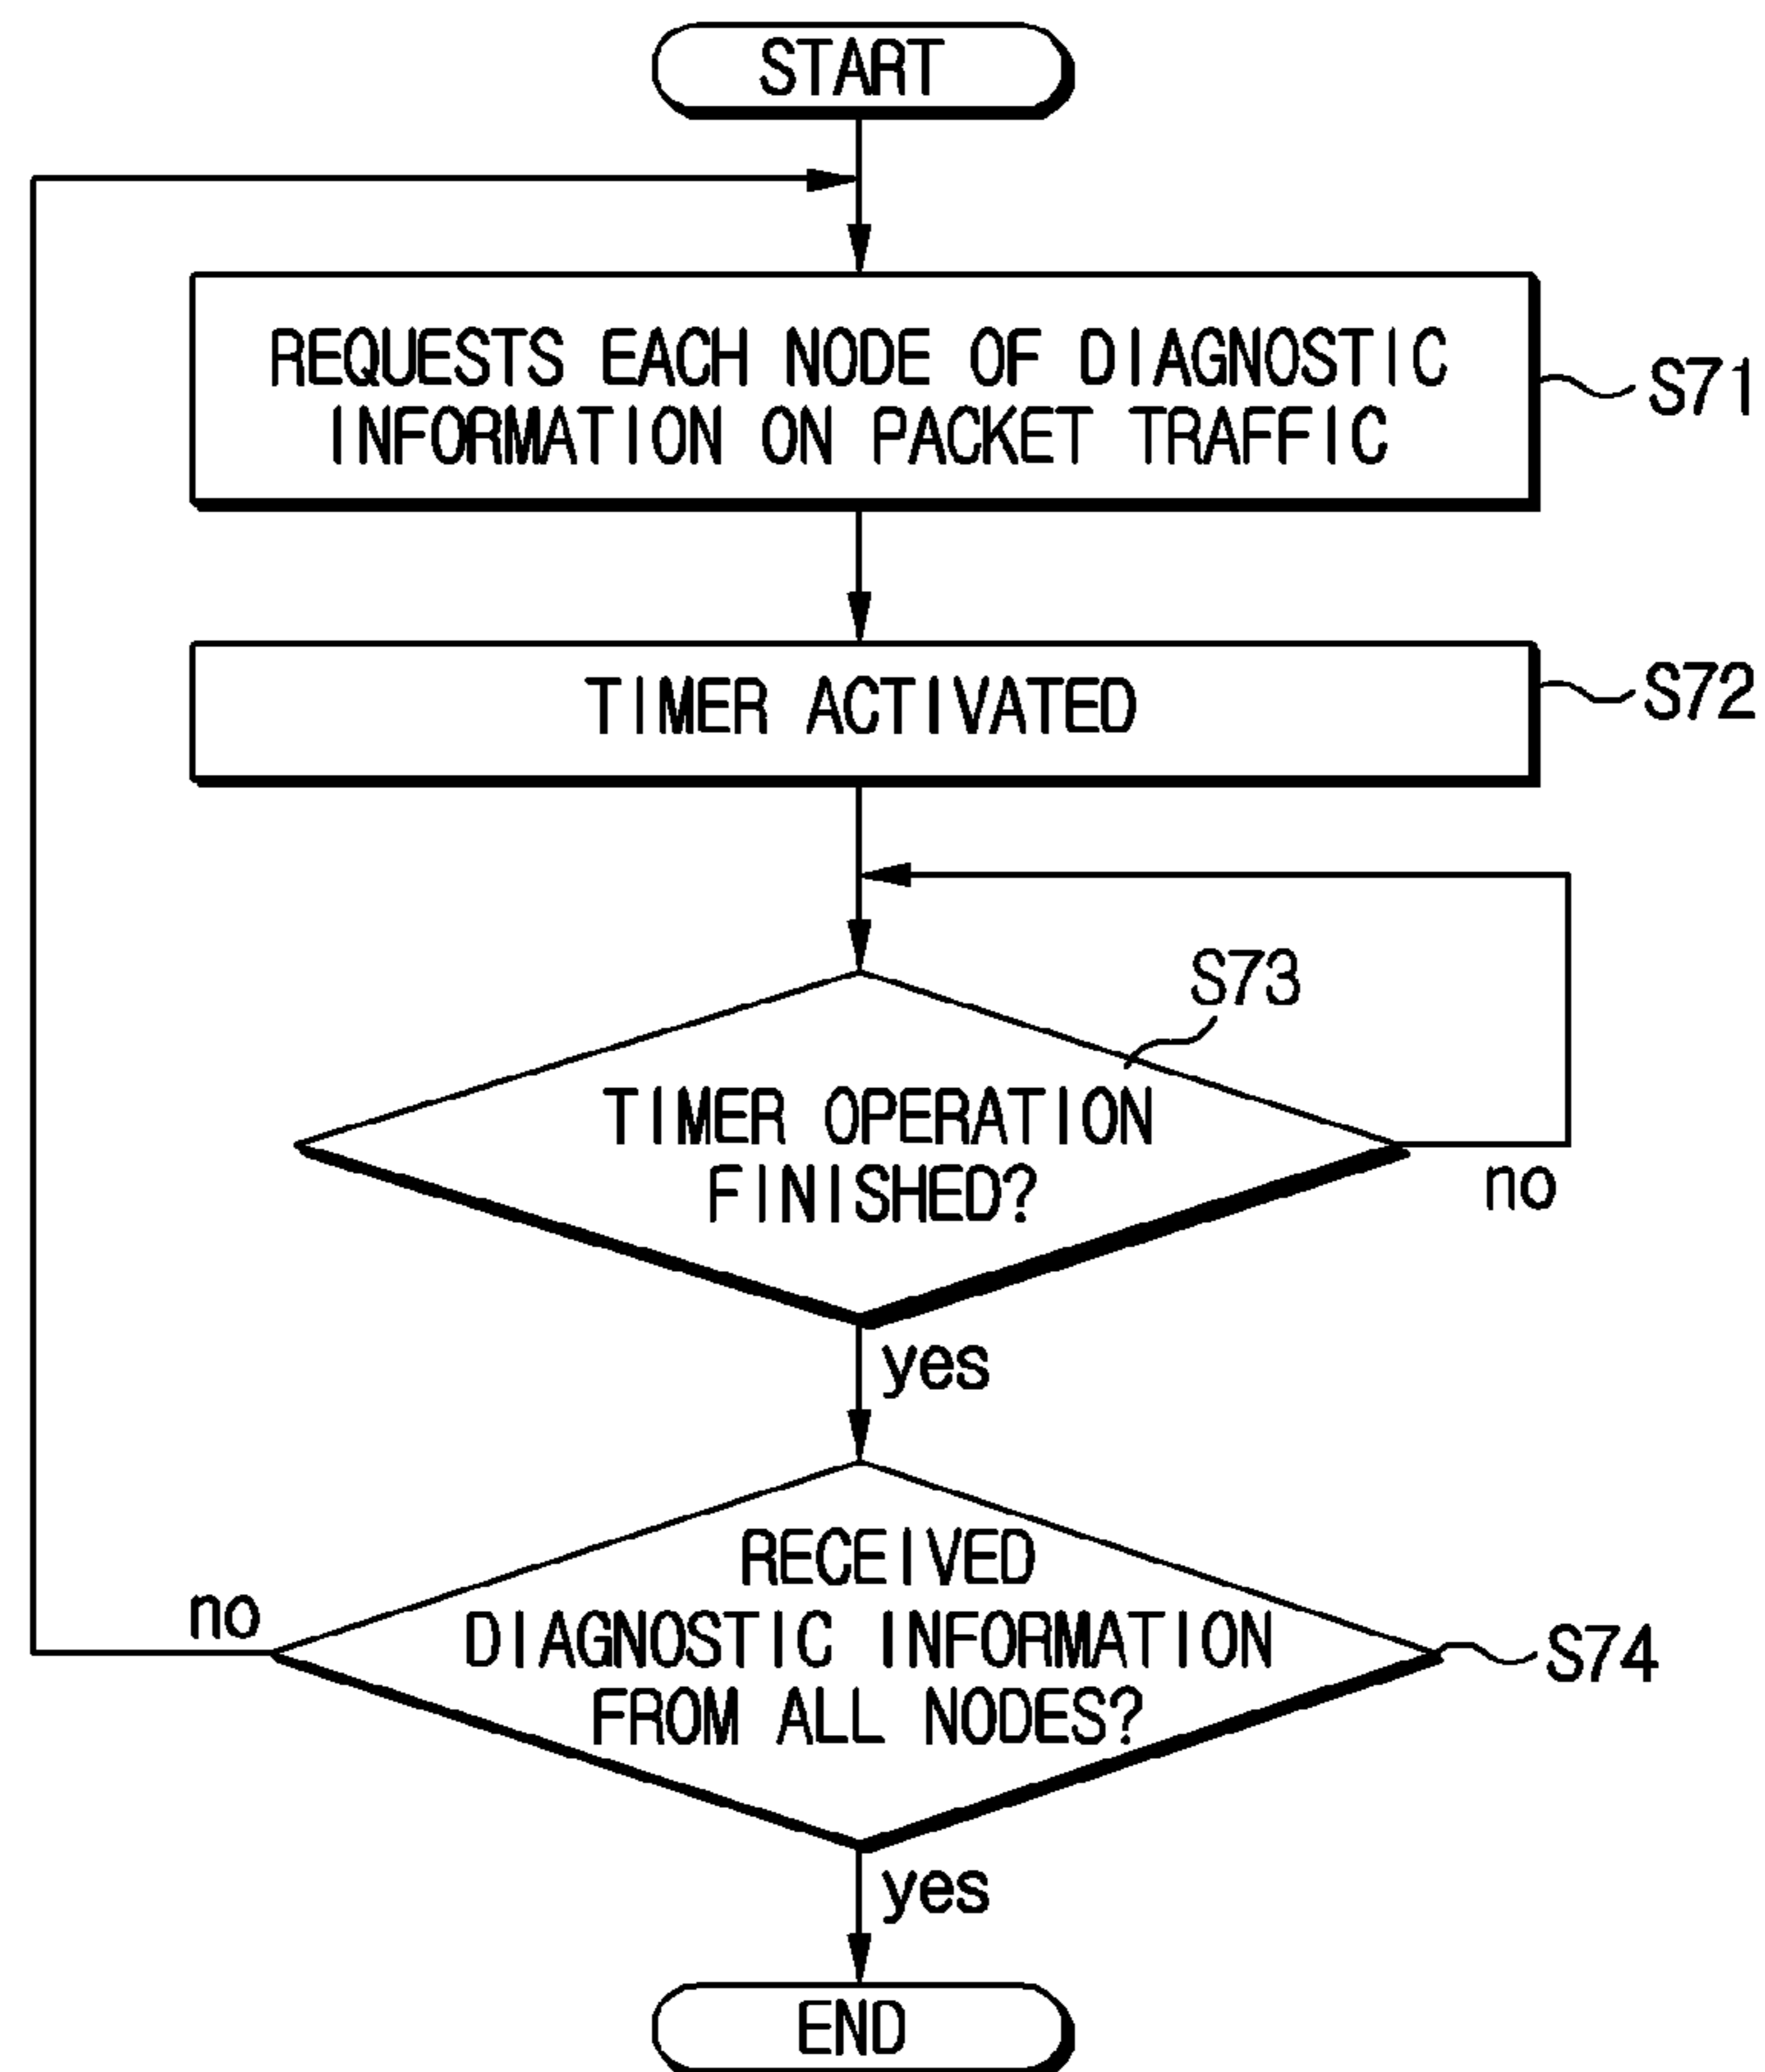 START
REQUESTS EACH NODE OF DIAGNOSTIC
INFORMATION ON PACKET TRAFFIC
S71
TIMER ACTIVATED
S72
S73
TIMER OPERATION
FINISHED?
no
yes
RECEIVED
DIAGNOSTIC INFORMATION
FROM ALL NODES?
no
S74
yes
END